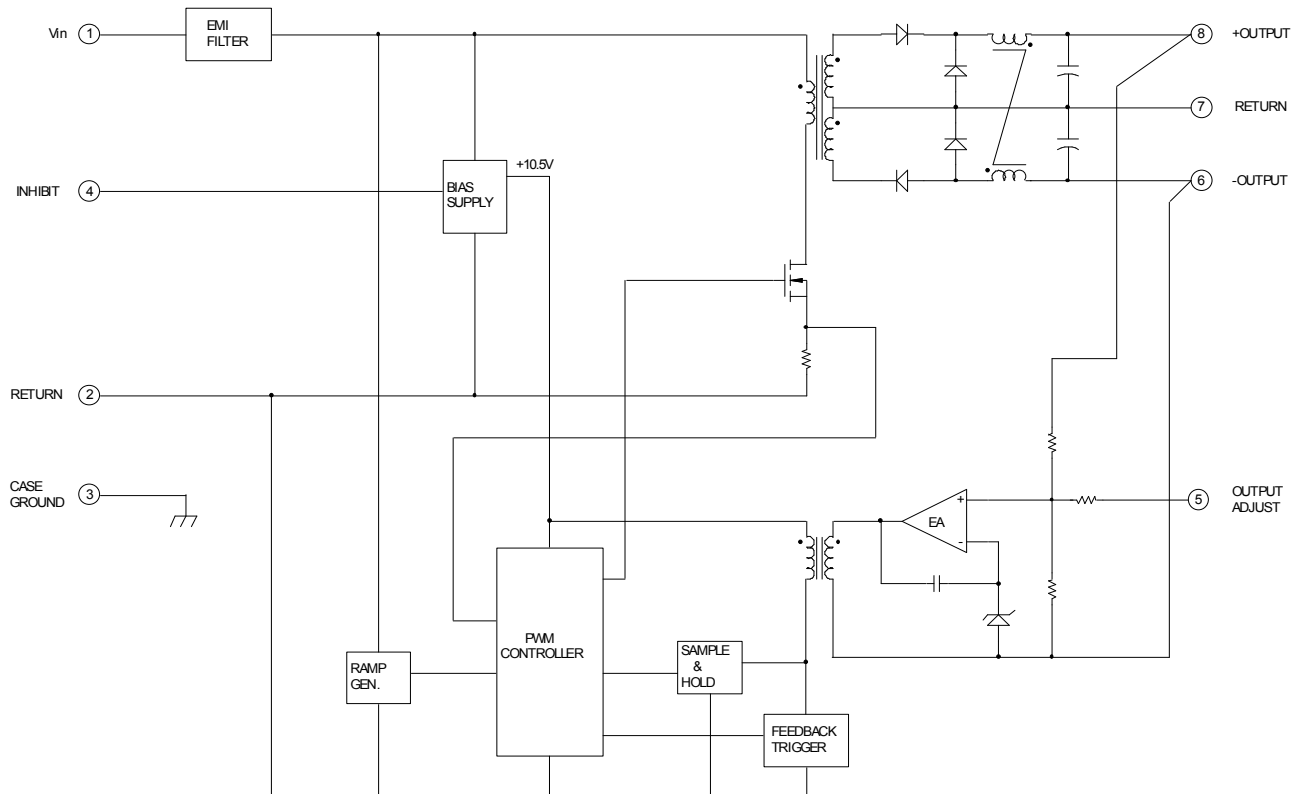 Vin
1
EMI
FILTER
8
+OUTPUT
7
RETURN
+10.5V
INHIBIT
4
BIAS
SUPPLY
6
-OUTPUT
RETURN
2
CASE
GROUND
3
+
EA
-
5
OUTPUT
ADJUST
PWM
CONTROLLER
SAMPLE
&
HOLD
RAMP
GEN.
FEEDBACK
TRIGGER